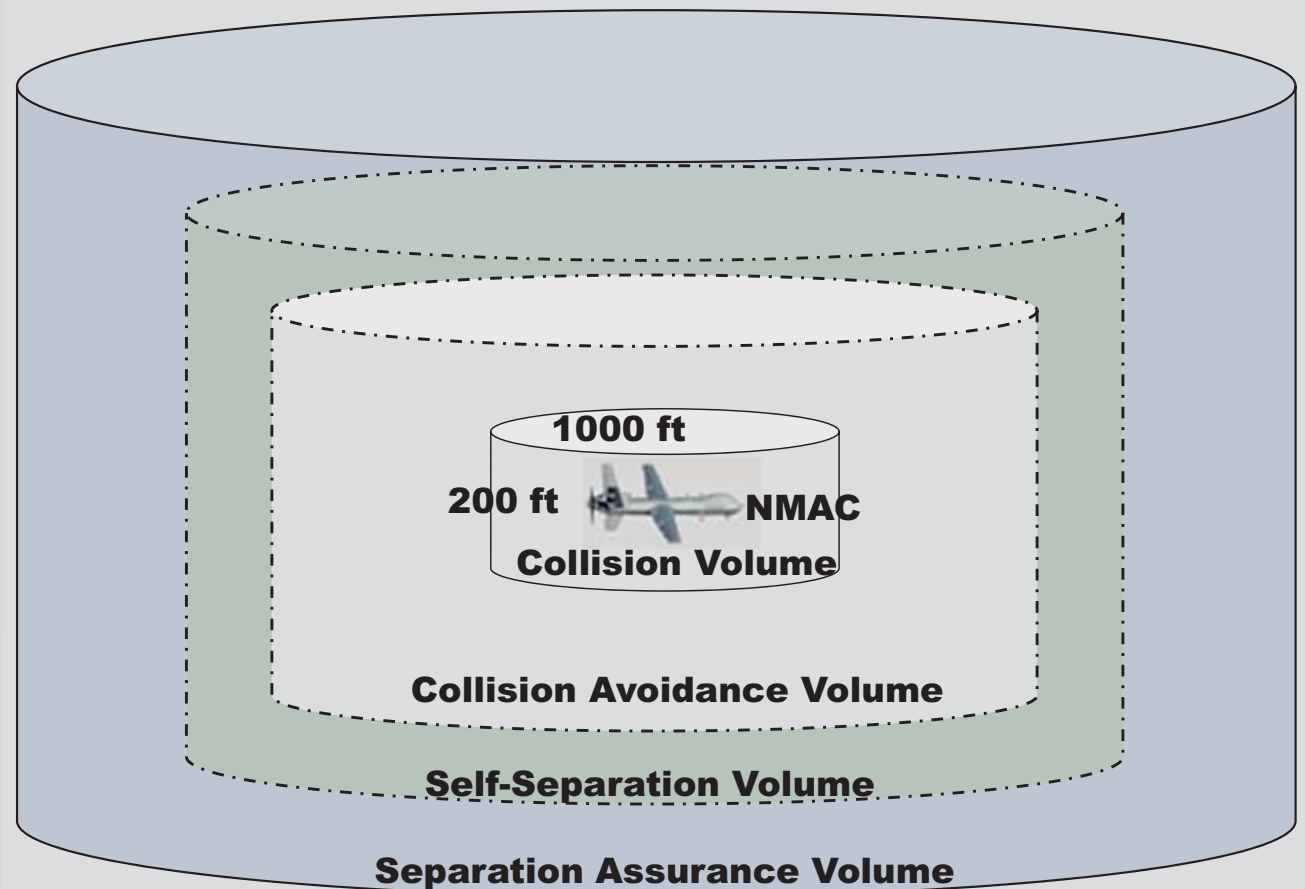 1000 ft
200 ft
NMAC
Collision Volume
Collision Avoidance Volume
Self-Separation Volume
Separation Assurance Volume